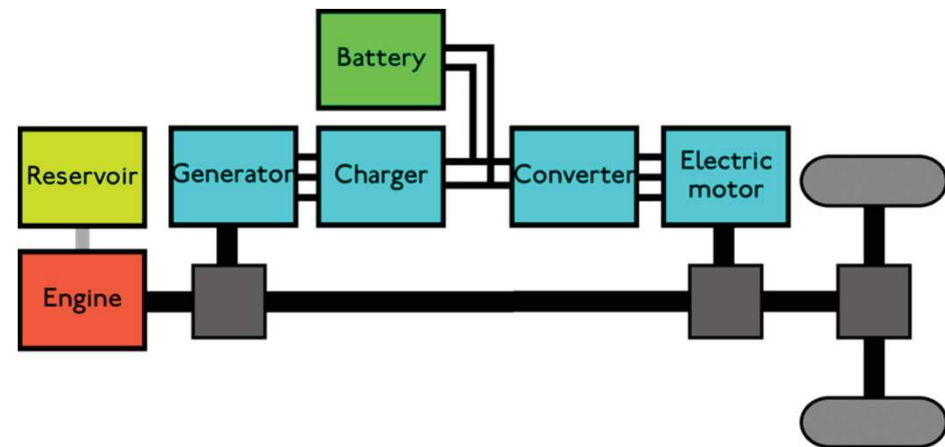 Battery
Reservoir
Generator
Charger
Converter
Electric
motor
Engine